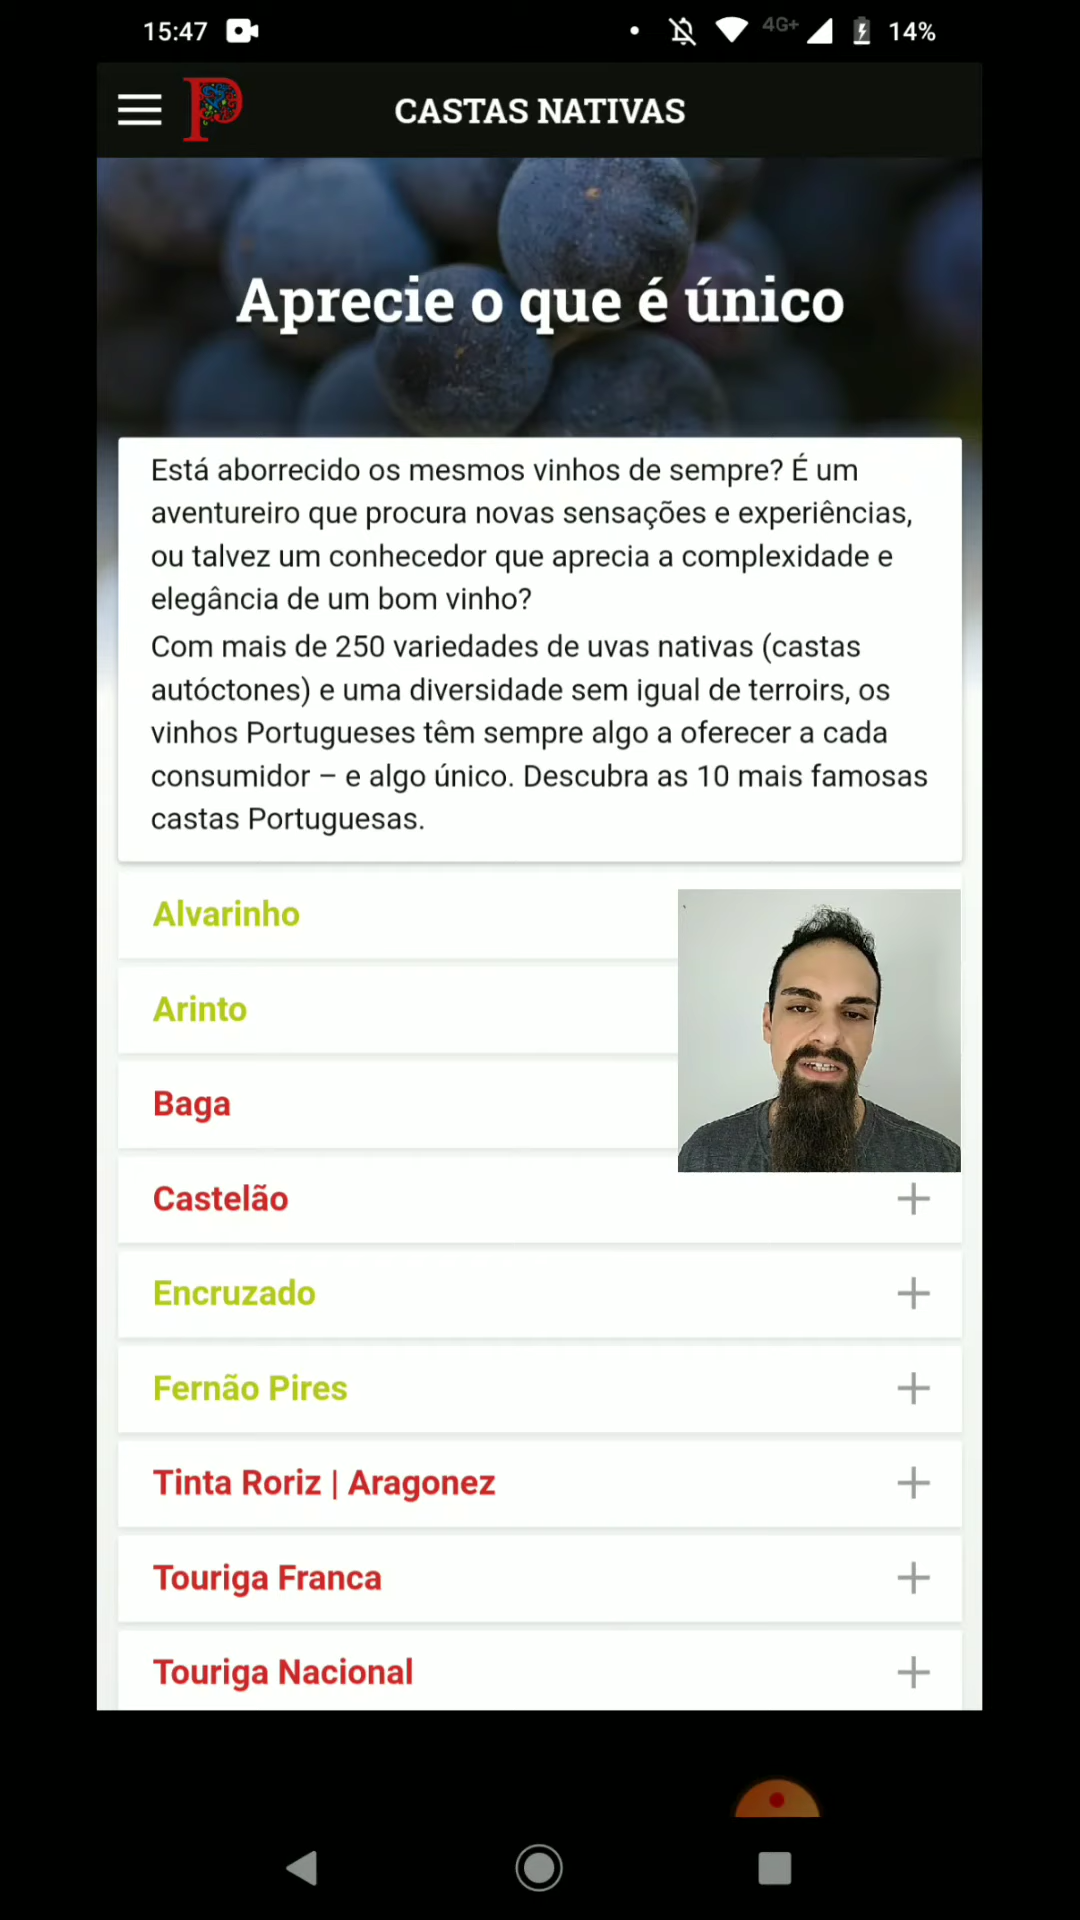 15:47
4G+
14%
P
CASTAS NATIVAS
Aprecie o que é único
Está aborrecido os mesmos vinhos de sempre? É um
aventureiro que procura novas sensações e experiências,
ou talvez um conhecedor que aprecia a complexidade e
elegância de um bom vinho?
Com mais de 250 variedades de uvas nativas (castas
autóctones) e uma diversidade sem igual de terroirs, os
vinhos Portugueses têm sempre algo a oferecer a cada
consumidor – e algo único. Descubra as 10 mais famosas
castas Portuguesas.
Alvarinho
Arinto
Baga
Castelão
Encruzado
Fernão Pires
Tinta Roriz | Aragonez
Touriga Franca
Touriga Nacional